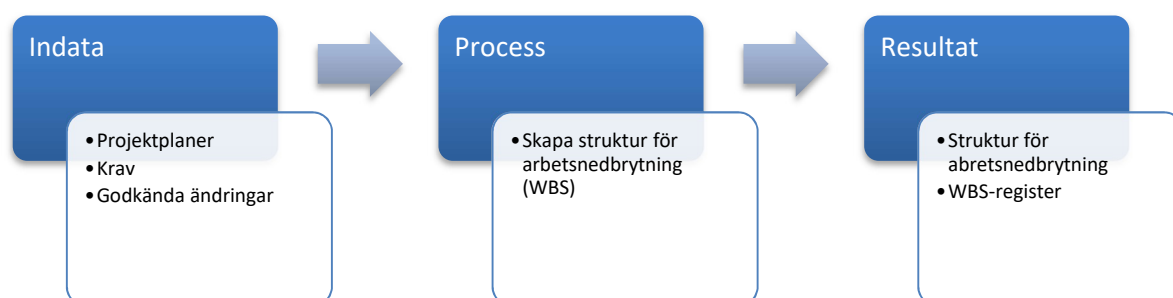 Indata
•Projektplaner
•Krav
•Godkända ändringar
Process
•Skapa struktur för
arbetsnedbrytning
(WBS)
Resultat
•Struktur för
abretsnedbrytning
•WBS-register